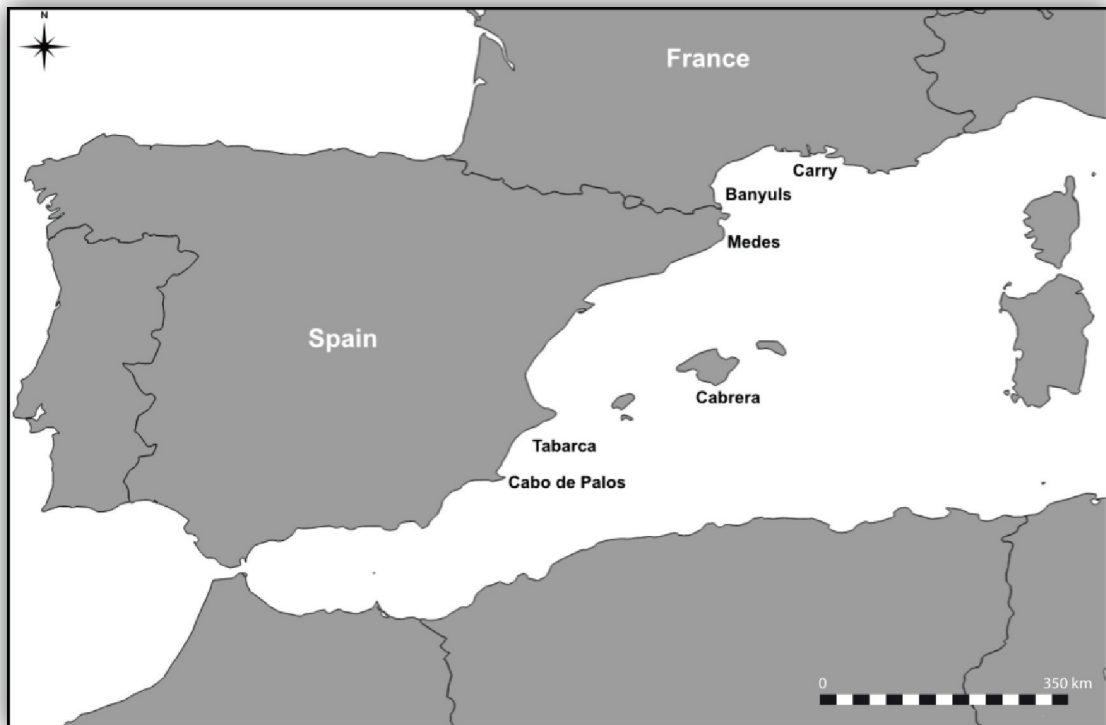 N
France
Carry
Banyuls
Medes
Spain
Cabrera
Tabarca
Cabo de Palos
0 350 km